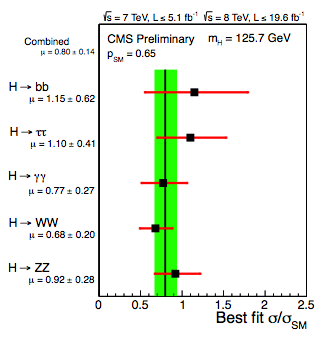 √s = 7 TeV, L ≤ 5.1 fb⁻¹ √s = 8 TeV, L ≤ 19.6 fb⁻¹
Combined
μ = 0.80 ± 0.14
CMS Preliminary m_H = 125.7 GeV
p_SM = 0.65
H → bb
μ = 1.15 ± 0.62
H → ττ
μ = 1.10 ± 0.41
H → γγ
μ = 0.77 ± 0.27
H → WW
μ = 0.68 ± 0.20
H → ZZ
μ = 0.92 ± 0.28
0 0.5 1 1.5 2 2.5
Best fit σ/σ_SM